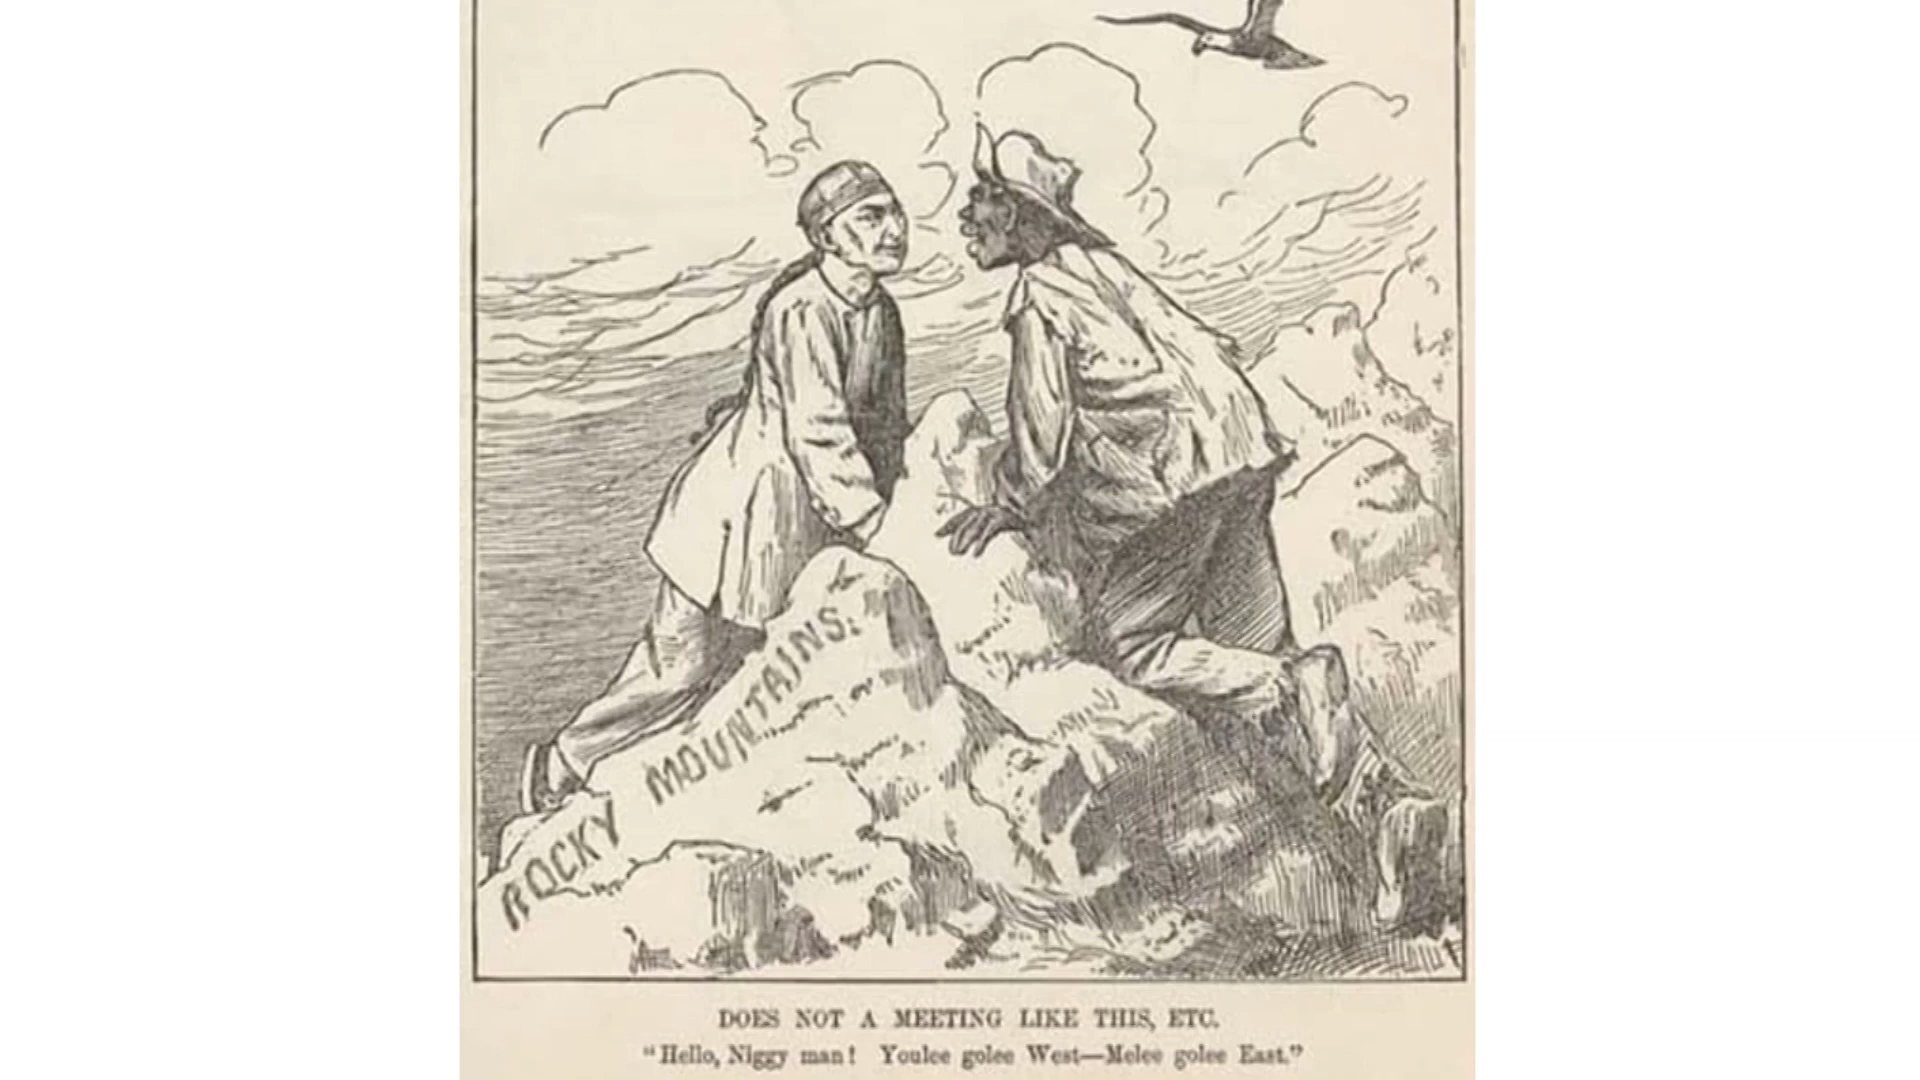 ROCKY MOUNTAINS.
DOES NOT A MEETING LIKE THIS, ETC.
"Hello, Niggy man! Youlee golee West—Melee golee East."